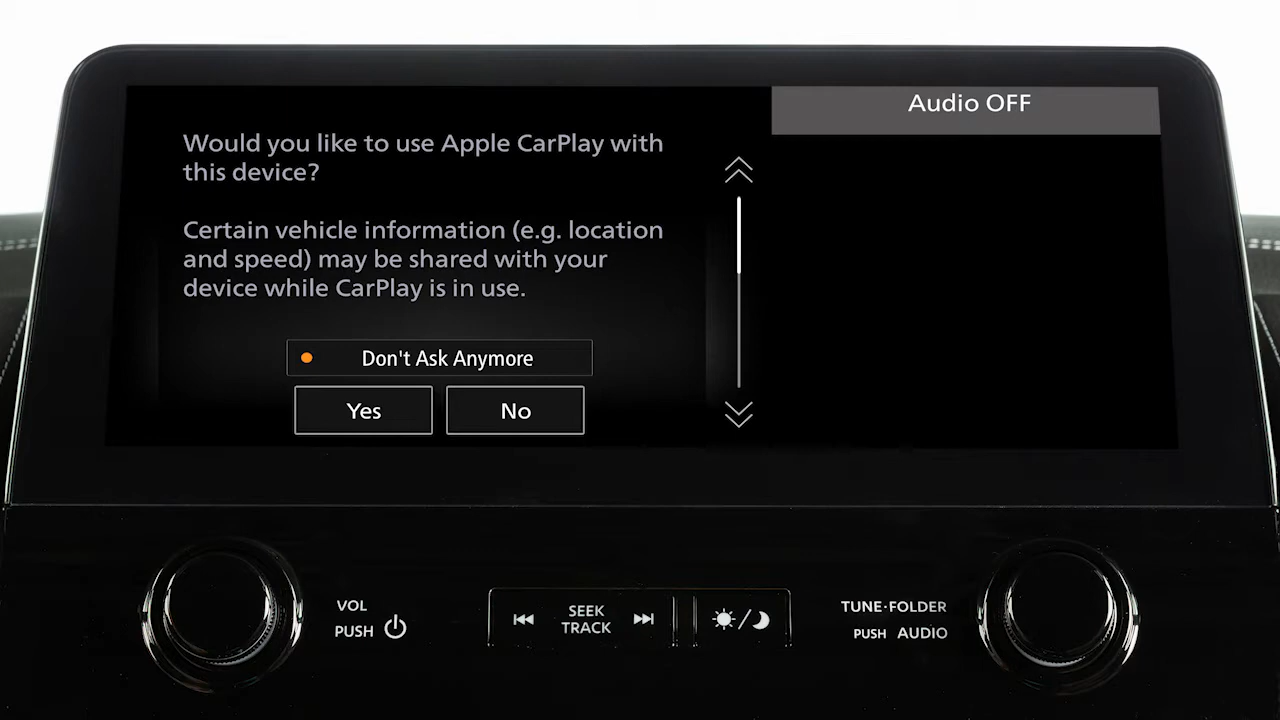 Audio OFF
Would you like to use Apple CarPlay with
this device?
Certain vehicle information (e.g. location
and speed) may be shared with your
device while CarPlay is in use.
Don't Ask Anymore
Yes
No
VOL
PUSH
SEEK
TRACK
TUNE·FOLDER
PUSH AUDIO